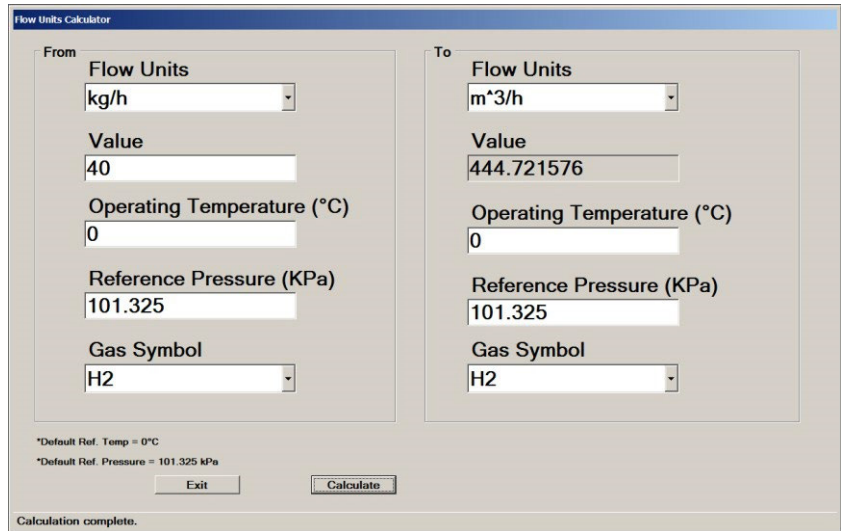 Flow Units Calculator
From
Flow Units
kg/h
Value
40
Operating Temperature (°C)
0
Reference Pressure (KPa)
101.325
Gas Symbol
H2
To
Flow Units
m^3/h
Value
444.721576
Operating Temperature (°C)
0
Reference Pressure (KPa)
101.325
Gas Symbol
H2
*Default Ref. Temp = 0°C
*Default Ref. Pressure = 101.325 kPa
Exit
Calculate
Calculation complete.